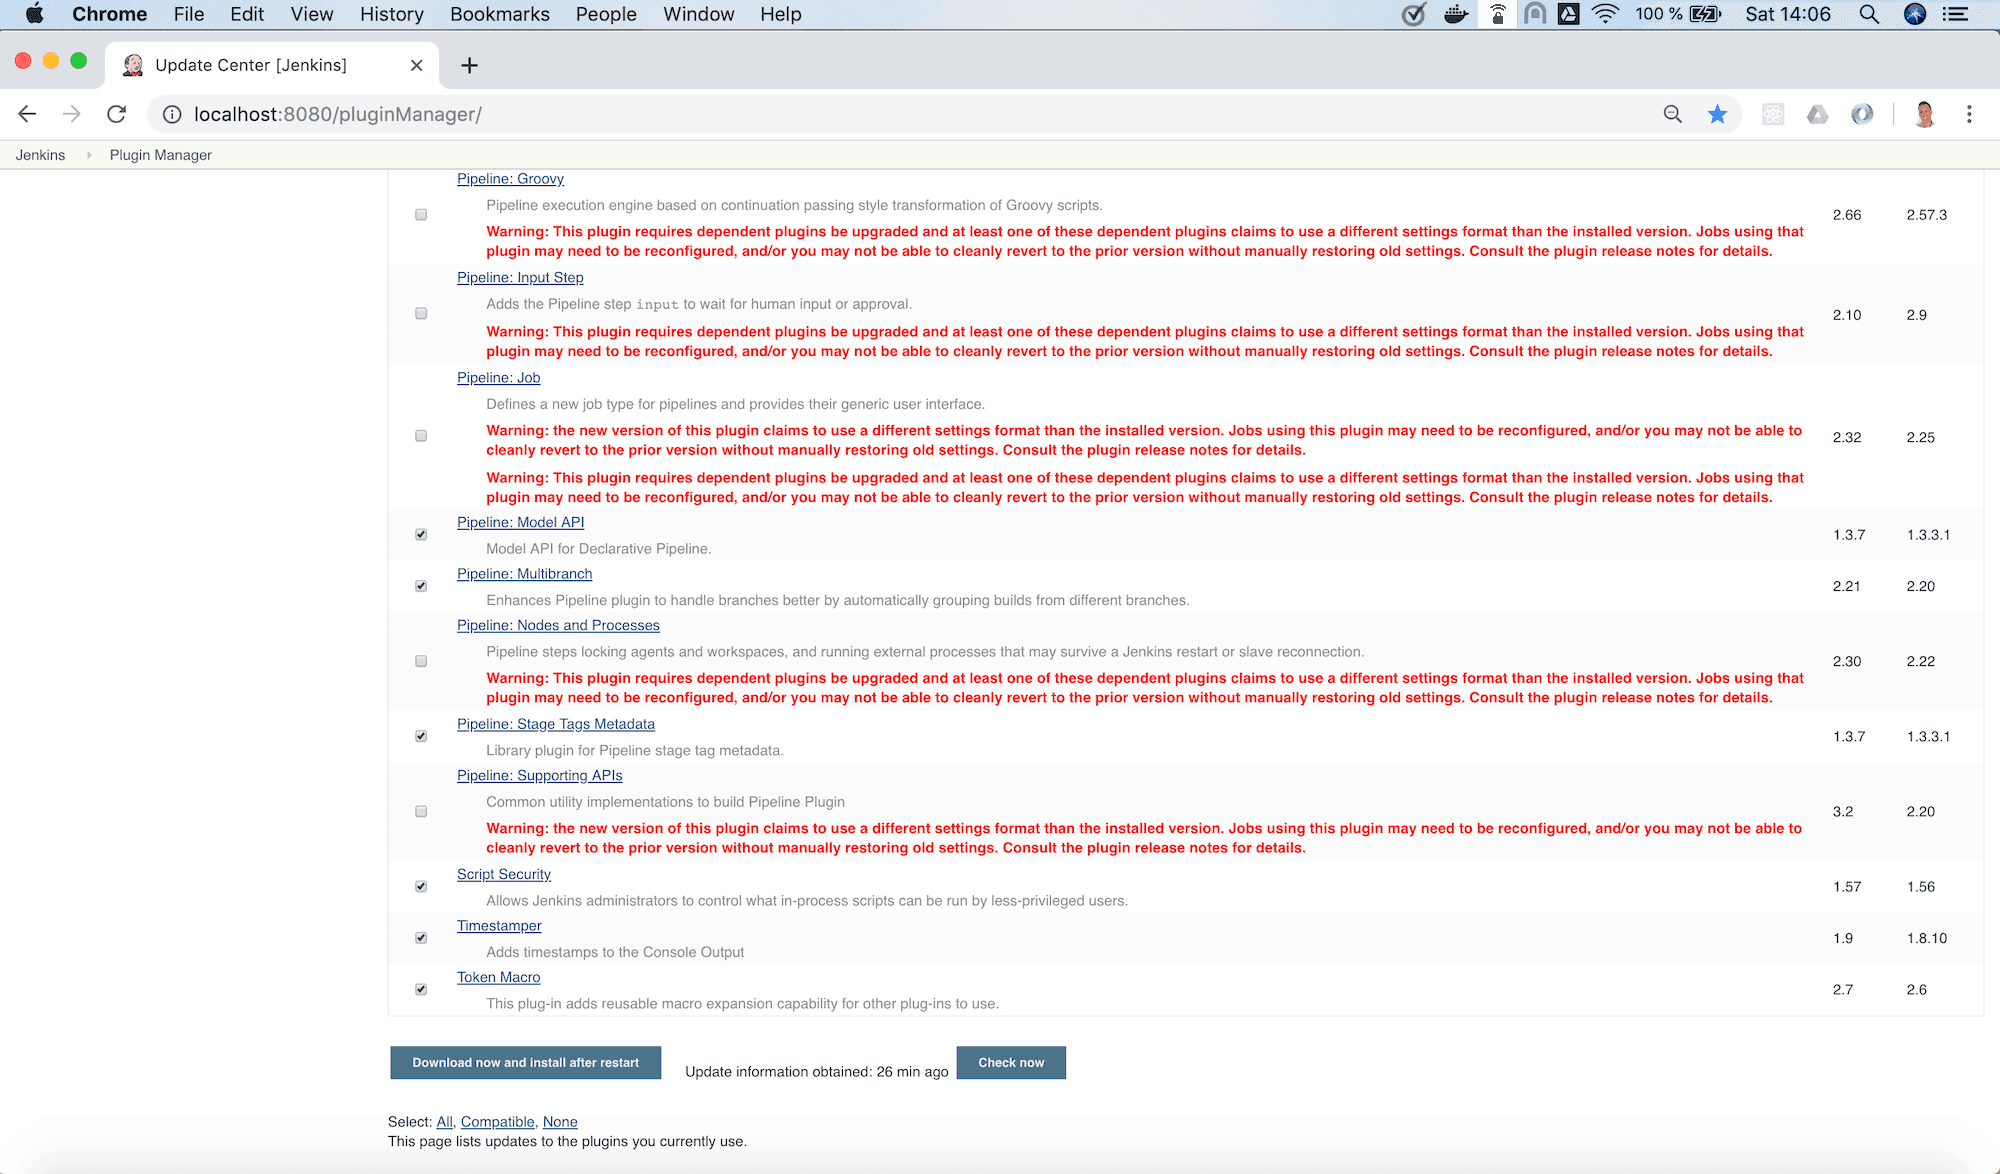 Chrome File Edit View History Bookmarks People Window Help 100 % Sat 14:06
Update Center [Jenkins]
localhost:8080/pluginManager/
Jenkins Plugin Manager
Pipeline: Groovy
Pipeline execution engine based on continuation passing style transformation of Groovy scripts.
2.66 2.57.3
Warning: This plugin requires dependent plugins be upgraded and at least one of these dependent plugins claims to use a different settings format than the installed version. Jobs using that
plugin may need to be reconfigured, and/or you may not be able to cleanly revert to the prior version without manually restoring old settings. Consult the plugin release notes for details.
Pipeline: Input Step
Adds the Pipeline step input to wait for human input or approval.
2.10 2.9
Warning: This plugin requires dependent plugins be upgraded and at least one of these dependent plugins claims to use a different settings format than the installed version. Jobs using that
plugin may need to be reconfigured, and/or you may not be able to cleanly revert to the prior version without manually restoring old settings. Consult the plugin release notes for details.
Pipeline: Job
Defines a new job type for pipelines and provides their generic user interface.
Warning: the new version of this plugin claims to use a different settings format than the installed version. Jobs using this plugin may need to be reconfigured, and/or you may not be able to
2.32 2.25
cleanly revert to the prior version without manually restoring old settings. Consult the plugin release notes for details.
Warning: This plugin requires dependent plugins be upgraded and at least one of these dependent plugins claims to use a different settings format than the installed version. Jobs using that
plugin may need to be reconfigured, and/or you may not be able to cleanly revert to the prior version without manually restoring old settings. Consult the plugin release notes for details.
Pipeline: Model API
1.3.7 1.3.3.1
Model API for Declarative Pipeline.
Pipeline: Multibranch
2.21 2.20
Enhances Pipeline plugin to handle branches better by automatically grouping builds from different branches.
Pipeline: Nodes and Processes
Pipeline steps locking agents and workspaces, and running external processes that may survive a Jenkins restart or slave reconnection.
2.30 2.22
Warning: This plugin requires dependent plugins be upgraded and at least one of these dependent plugins claims to use a different settings format than the installed version. Jobs using that
plugin may need to be reconfigured, and/or you may not be able to cleanly revert to the prior version without manually restoring old settings. Consult the plugin release notes for details.
Pipeline: Stage Tags Metadata
1.3.7 1.3.3.1
Library plugin for Pipeline stage tag metadata.
Pipeline: Supporting APIs
Common utility implementations to build Pipeline Plugin
3.2 2.20
Warning: the new version of this plugin claims to use a different settings format than the installed version. Jobs using this plugin may need to be reconfigured, and/or you may not be able to
cleanly revert to the prior version without manually restoring old settings. Consult the plugin release notes for details.
Script Security
1.57 1.56
Allows Jenkins administrators to control what in-process scripts can be run by less-privileged users.
Timestamper
1.9 1.8.10
Adds timestamps to the Console Output
Token Macro
2.7 2.6
This plug-in adds reusable macro expansion capability for other plug-ins to use.
Download now and install after restart Update information obtained: 26 min ago Check now
Select: All, Compatible, None
This page lists updates to the plugins you currently use.